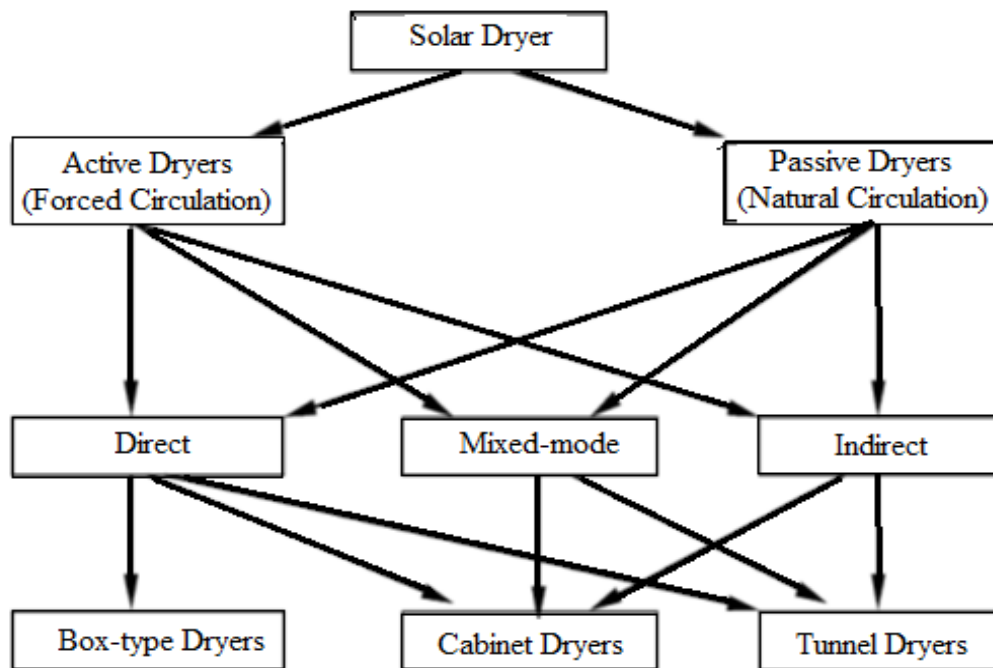 Solar Dryer
Active Dryers
(Forced Circulation)
Passive Dryers
(Natural Circulation)
Direct
Mixed-mode
Indirect
Box-type Dryers
Cabinet Dryers
Tunnel Dryers